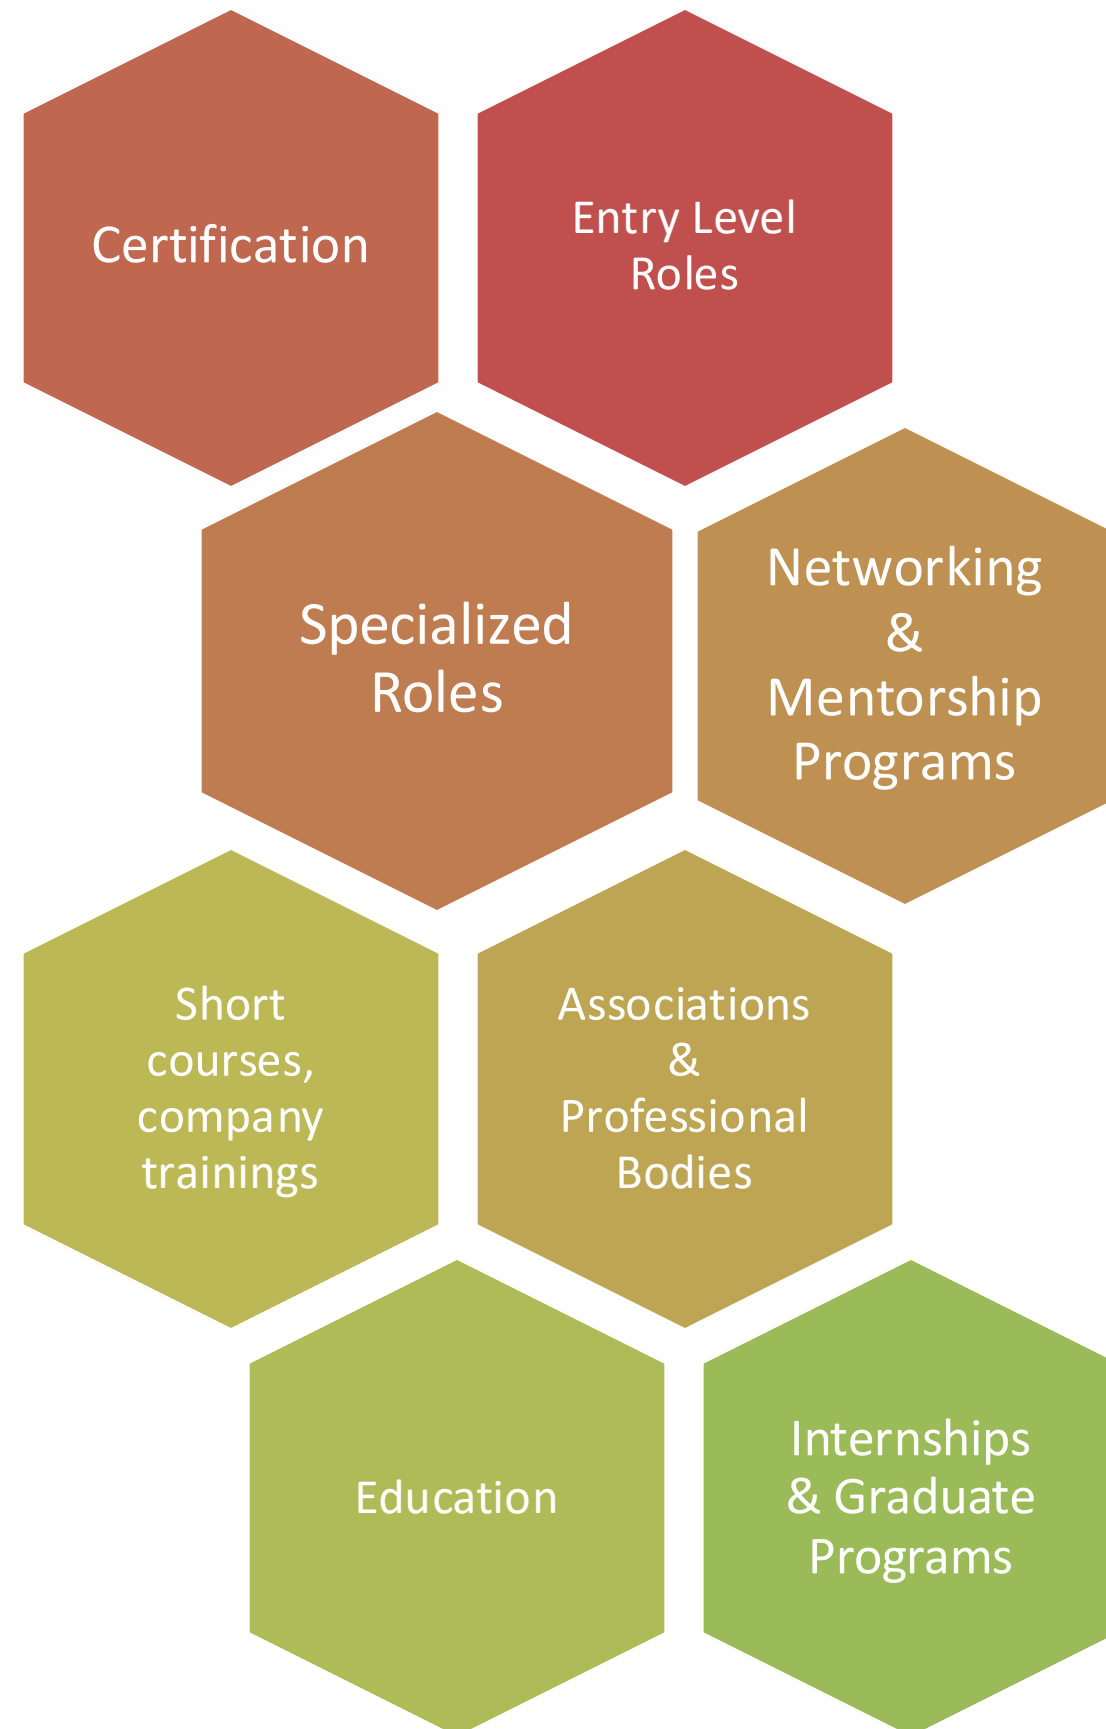 Certification
Entry Level
Roles
Specialized
Roles
Networking
&
Mentorship
Programs
Short
courses,
company
trainings
Associations
&
Professional
Bodies
Education
Internships
& Graduate
Programs